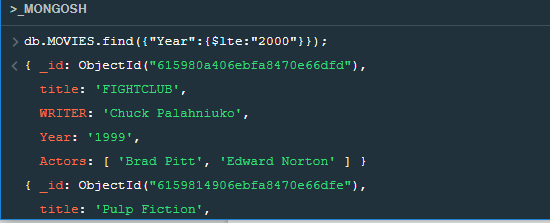 >_MONGOSH
> db.MOVIES.find({"Year":{$lte:"2000"}});
< { _id: ObjectId("615980a406ebfa8470e66dfd"),
title: 'FIGHTCLUB',
WRITER: 'Chuck Palahniuko',
Year: '1999',
Actors: [ 'Brad Pitt', 'Edward Norton' ] }
{ _id: ObjectId("6159814906ebfa8470e66dfe"),
title: 'Pulp Fiction',